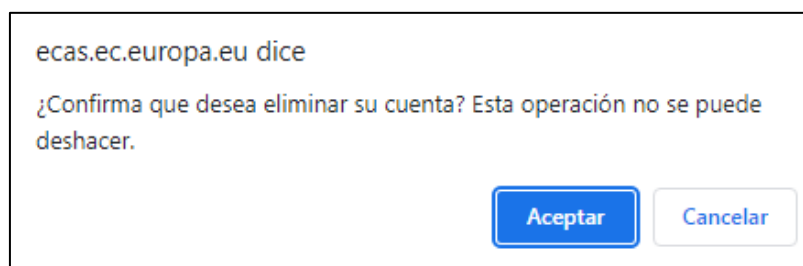 ecas.ec.europa.eu dice
¿Confirma que desea eliminar su cuenta? Esta operación no se puede
deshacer.
Aceptar
Cancelar